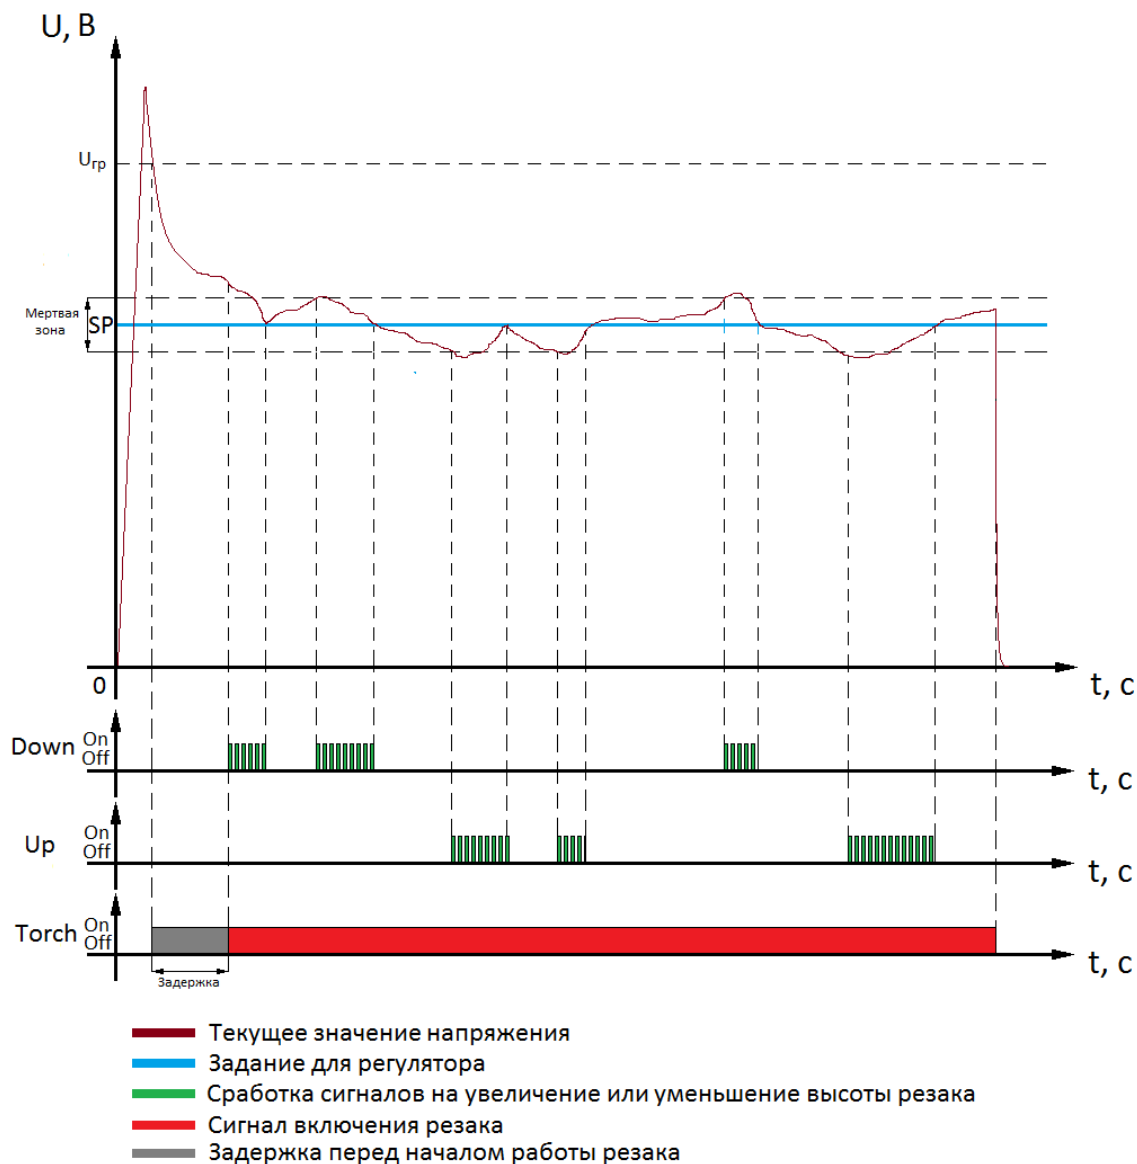 U, В
Uгр
Мертвая
зона
SP
0
t, с
Down
On
Off
t, с
Up
On
Off
t, с
Torch
On
Off
t, с
Задержка
Текущее значение напряжения
Задание для регулятора
Сработка сигналов на увеличение или уменьшение высоты резака
Сигнал включения резака
Задержка перед началом работы резака